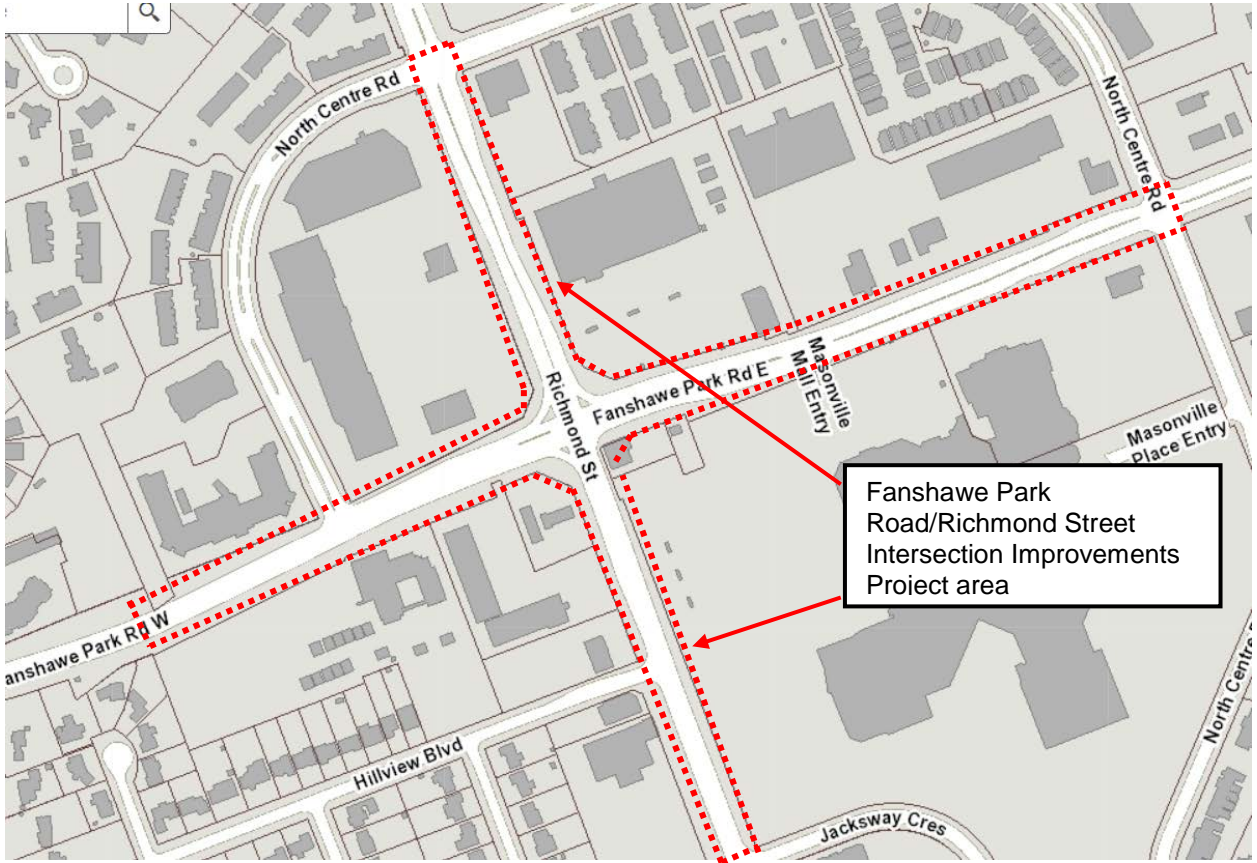 North Centre Rd
North Centre Rd
Richmond St
Fanshawe Park Rd E
Masonville
Mall Entry
Masonville
Place Entry
Fanshawe Park
Road/Richmond Street
Intersection Improvements
Project area
anshawe Park Rd W
Hillview Blvd
Jacksway Cres
North Centre